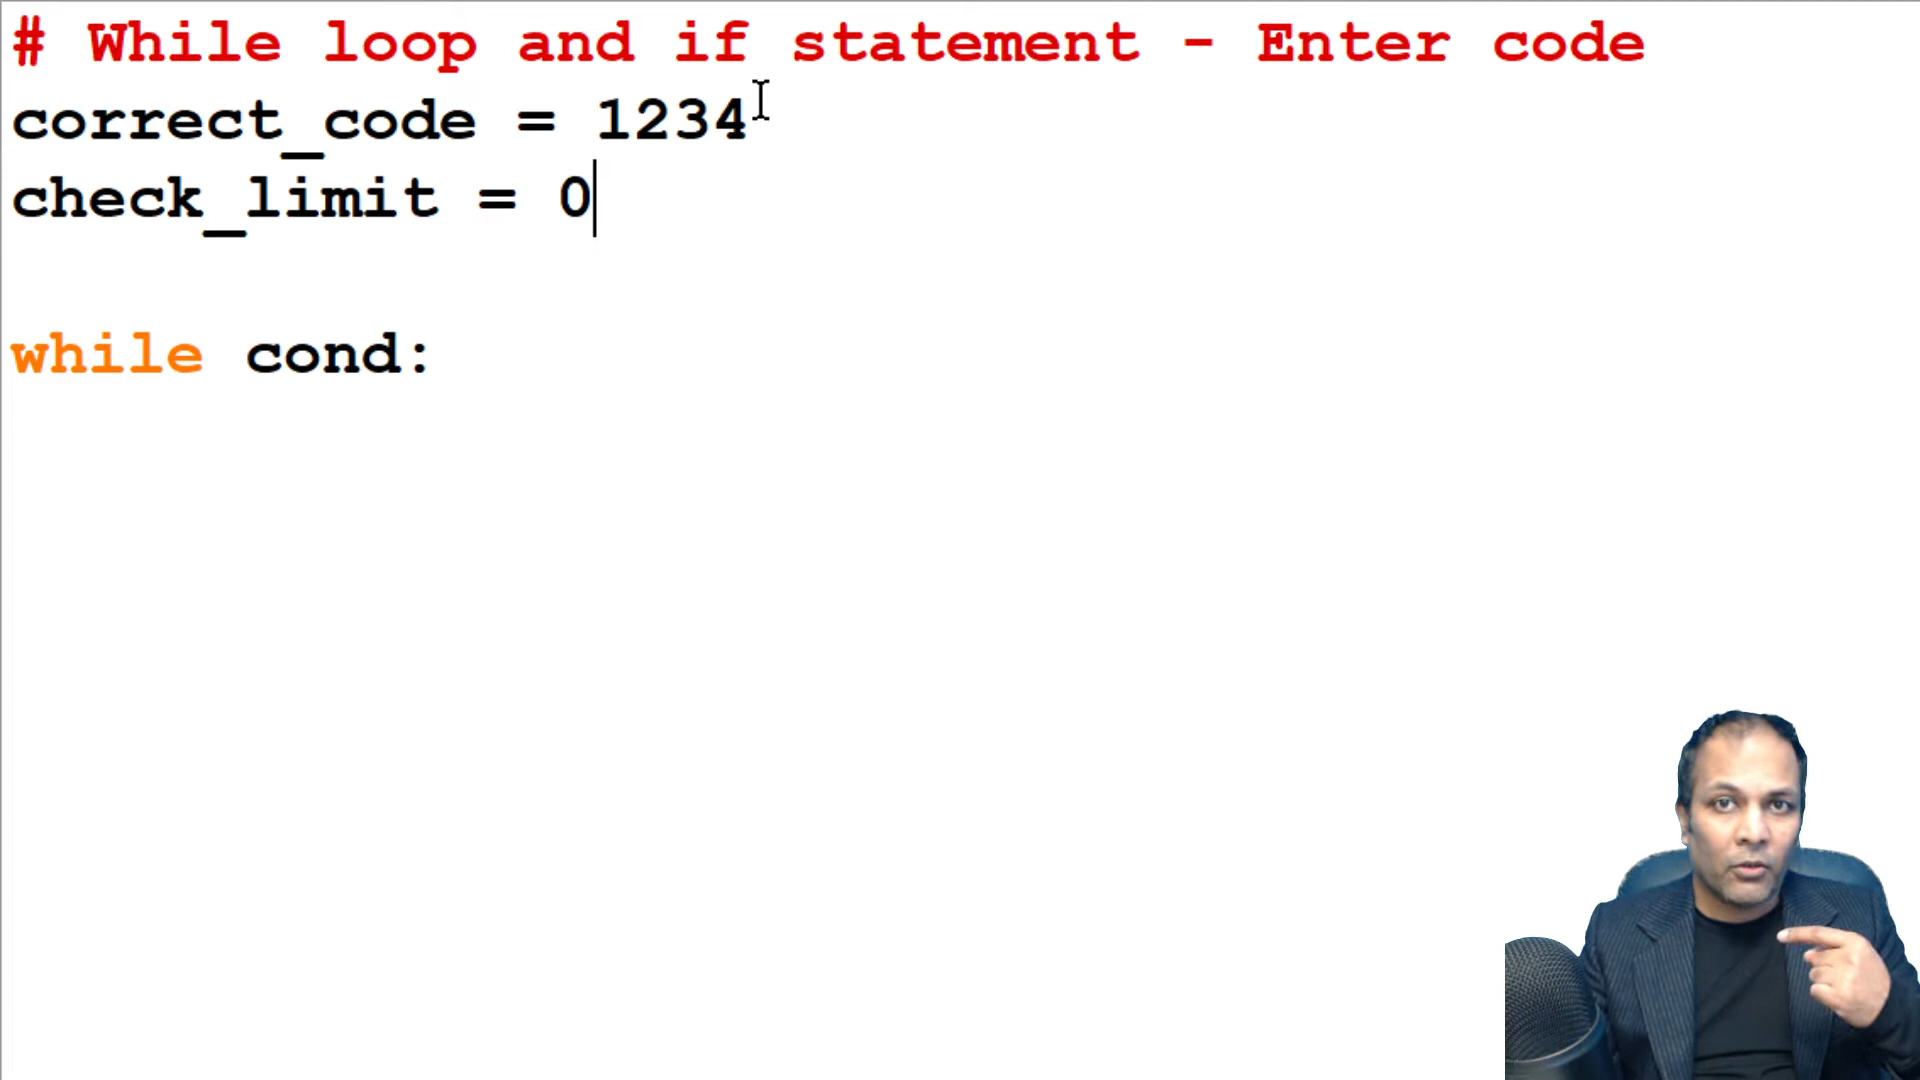 # While loop and if statement - Enter code
correct_code = 1234
check_limit = 0
while cond: